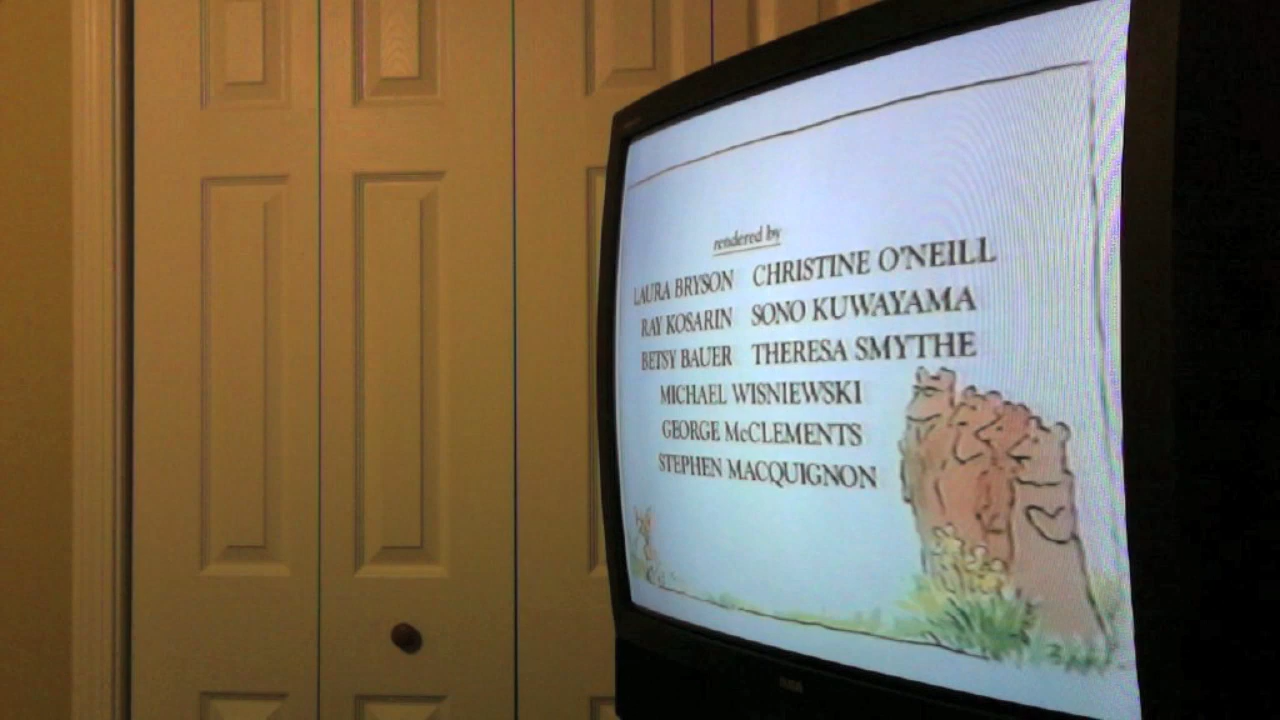 rendered by
LAURA BRYSON CHRISTINE O'NEILL
RAY KOSARIN SONO KUWAYAMA
BETSY BAUER THERESA SMYTHE
MICHAEL WISNIEWSKI
GEORGE McCLEMENTS
STEPHEN MACQUIGNON
RCA